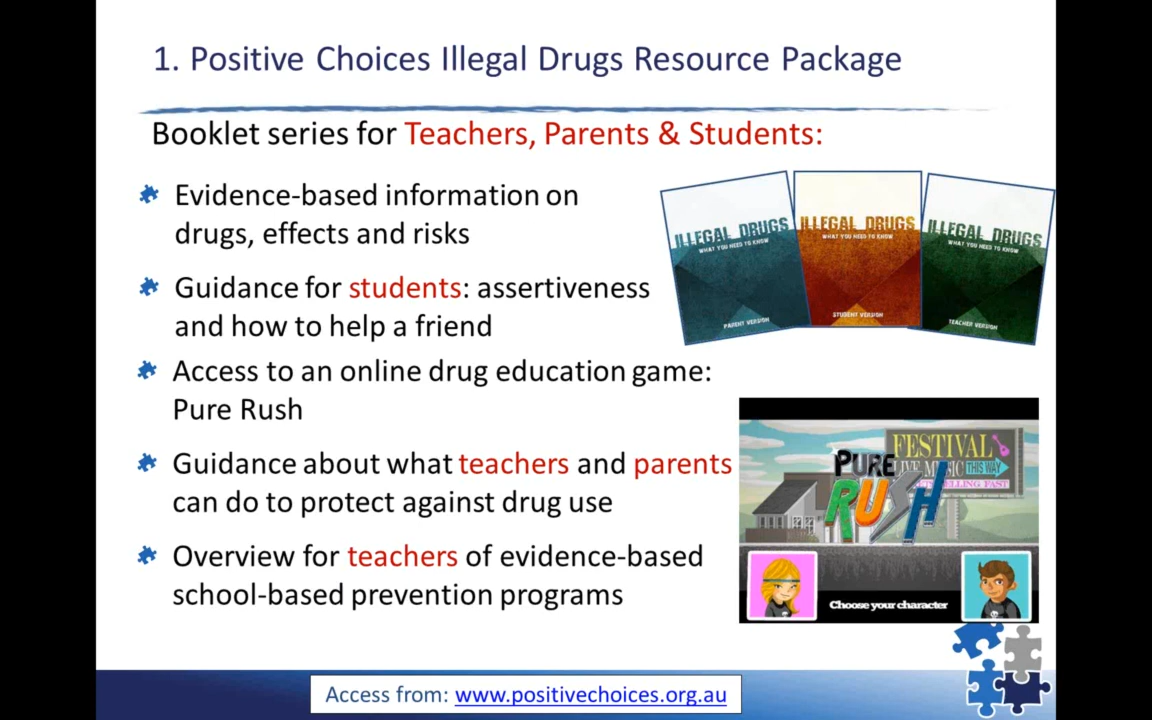 1. Positive Choices Illegal Drugs Resource Package
Booklet series for Teachers, Parents & Students:
Evidence-based information on
drugs, effects and risks
Guidance for students: assertiveness
and how to help a friend
Access to an online drug education game:
Pure Rush
Guidance about what teachers and parents
can do to protect against drug use
Overview for teachers of evidence-based
school-based prevention programs
ILLEGAL DRUGS
WHAT YOU NEED TO KNOW
PARENT VERSION
ILLEGAL DRUGS
WHAT YOU NEED TO KNOW
STUDENT VERSION
ILLEGAL DRUGS
WHAT YOU NEED TO KNOW
TEACHER VERSION
FESTIVAL
LIVE MUSIC THIS WAY
SELLING FAST
PURE
RUSH
Choose your character
Access from: www.positivechoices.org.au